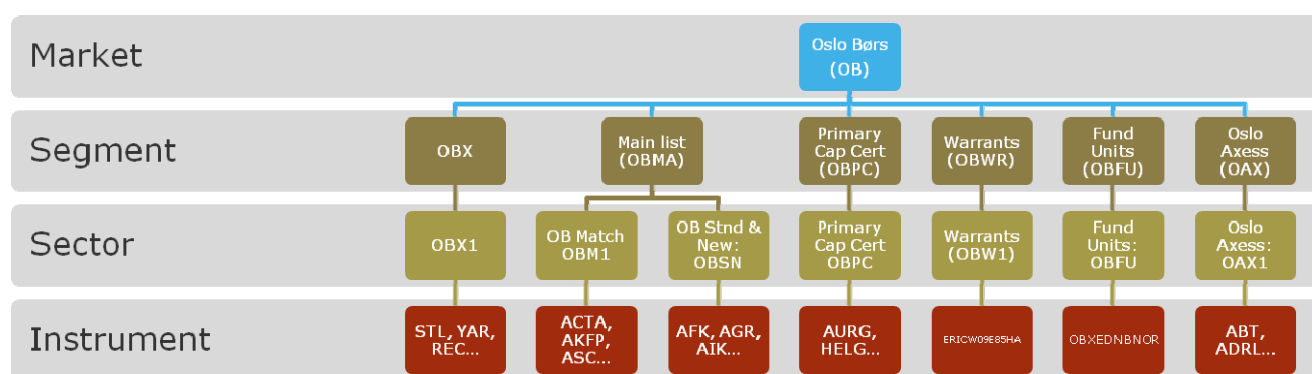 Market
Oslo Børs
(OB)
Segment
OBX
Main list
(OBMA)
Primary
Cap Cert
(OBPC)
Warrants
(OBWR)
Fund
Units
(OBFU)
Oslo
Axess
(OAX)
Sector
OBX1
OB Match
OBM1
OB Stnd &
New:
OBSN
Primary
Cap Cert
OBPC
Warrants
(OBW1)
Fund
Units:
OBFU
Oslo
Axess:
OAX1
Instrument
STL, YAR,
REC...
ACTA,
AKFP,
ASC...
AFK, AGR,
AIK...
AURG,
HELG...
ERICW09E85HA
OBXEDNBNOR
ABT,
ADRL...